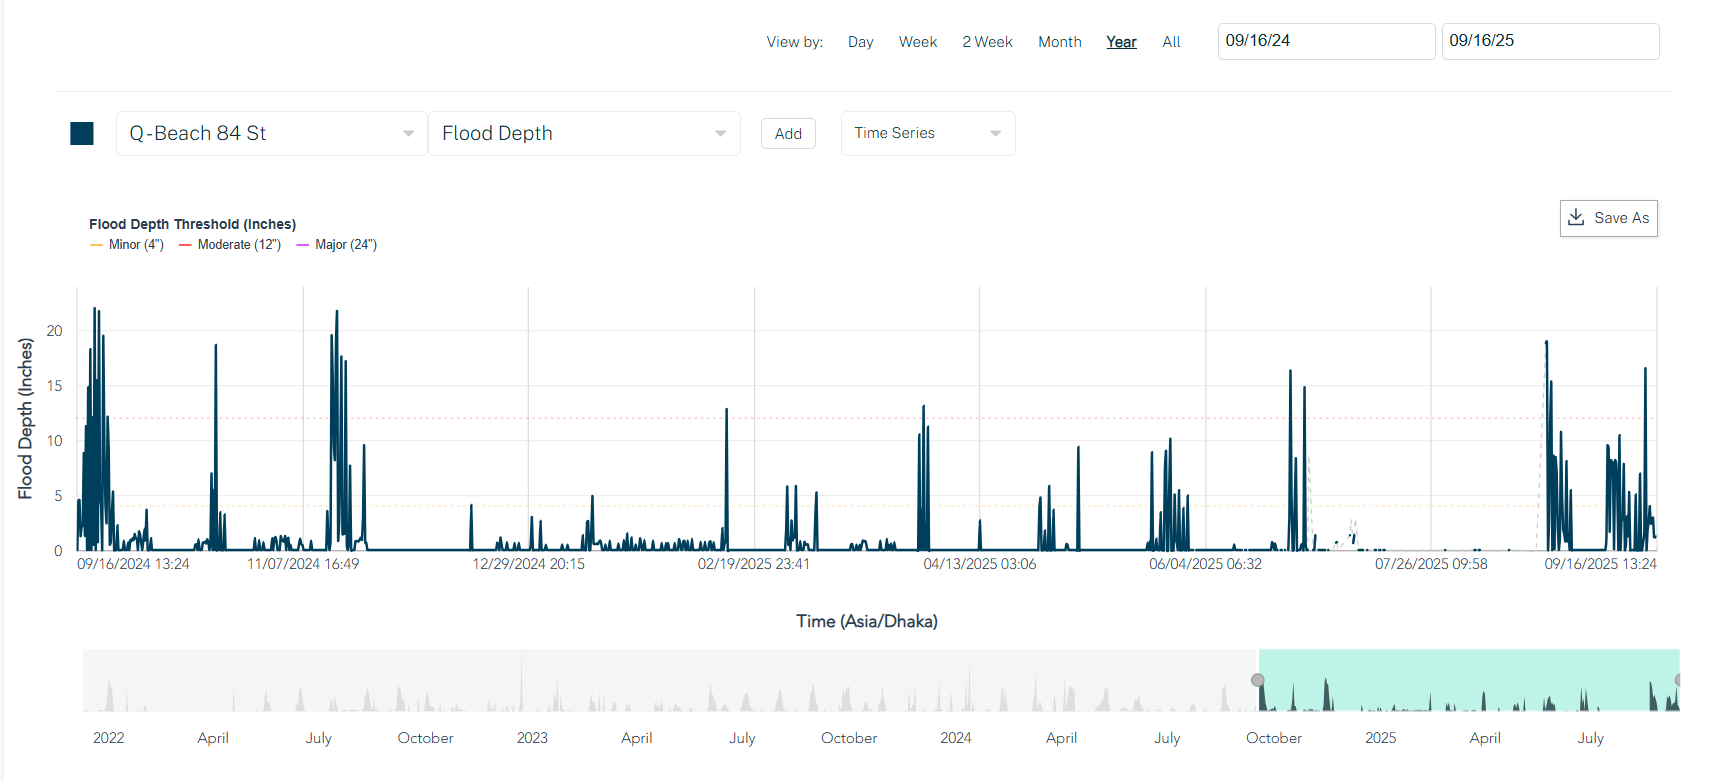 View by: Day Week 2 Week Month Year All 09/16/24 09/16/25
Q-Beach 84 St Flood Depth Add Time Series
Flood Depth Threshold (Inches)
Minor (4") Moderate (12") Major (24")
Save As
Flood Depth (Inches)
20
15
10
5
0
09/16/2024 13:24 11/07/2024 16:49 12/29/2024 20:15 02/19/2025 23:41 04/13/2025 03:06 06/04/2025 06:32 07/26/2025 09:58 09/16/2025 13:24
Time (Asia/Dhaka)
2022 April July October 2023 April July October 2024 April July October 2025 April July